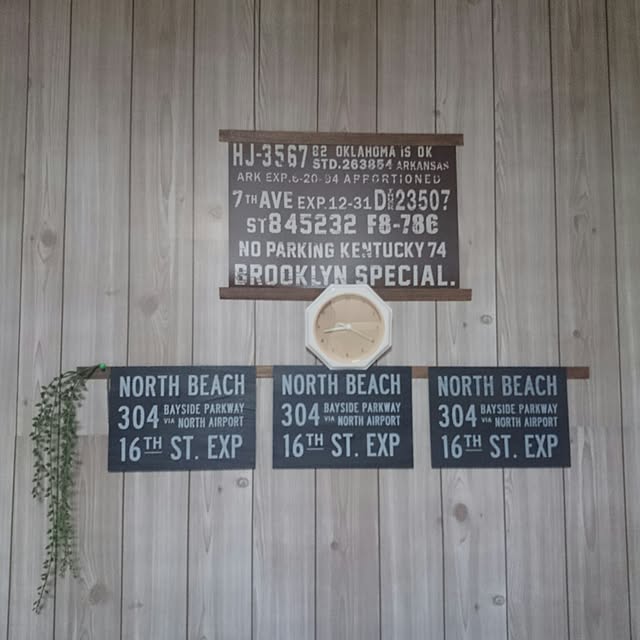 HJ-3567 82 OKLAHOMA IS OK
STD.263854 ARKANSAS
ARK EXP.6-20-94 APPORTIONED
7TH AVE EXP.12-31 23507
ST 845232 F8-786
NO PARKING KENTUCKY 74
BROOKLYN SPECIAL.
NORTH BEACH
304 BAYSIDE PARKWAY
VIA NORTH AIRPORT
16TH ST. EXP
NORTH BEACH
304 BAYSIDE PARKWAY
VIA NORTH AIRPORT
16TH ST. EXP
NORTH BEACH
304 BAYSIDE PARKWAY
VIA NORTH AIRPORT
16TH ST. EXP